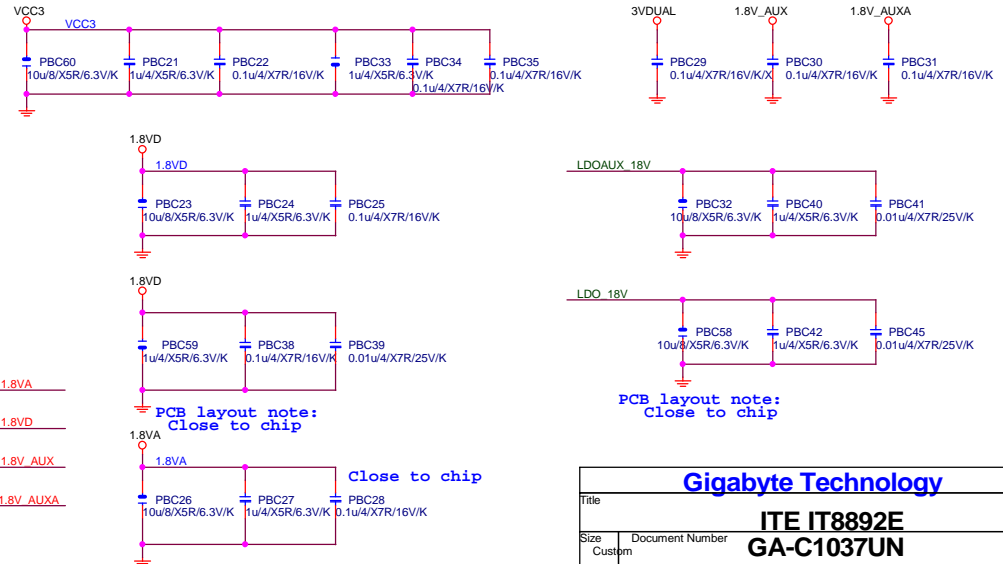 VCC3
VCC3
PBC60
10u/8/X5R/6.3V/K
PBC21
1u/4/X5R/6.3V/K
PBC22
0.1u/4/X7R/16V/K
PBC33
1u/4/X5R/6.3V/K
PBC34
0.1u/4/X7R/16V/K
PBC35
0.1u/4/X7R/16V/K
3VDUAL
1.8V_AUX
1.8V_AUXA
PBC29
0.1u/4/X7R/16V/K/X
PBC30
0.1u/4/X7R/16V/K
PBC31
0.1u/4/X7R/16V/K
1.8VD
1.8VD
PBC23
10u/8/X5R/6.3V/K
PBC24
1u/4/X5R/6.3V/K
PBC25
0.1u/4/X7R/16V/K
LDOAUX_18V
PBC32
10u/8/X5R/6.3V/K
PBC40
1u/4/X5R/6.3V/K
PBC41
0.01u/4/X7R/25V/K
1.8VD
PBC59
1u/4/X5R/6.3V/K
PBC38
0.1u/4/X7R/16V/K
PBC39
0.01u/4/X7R/25V/K
LDO_18V
PBC58
10u/8/X5R/6.3V/K
PBC42
1u/4/X5R/6.3V/K
PBC45
0.01u/4/X7R/25V/K
PCB layout note:
Close to chip
PCB layout note:
Close to chip
1.8VA
1.8VD
1.8V_AUX
1.8V_AUXA
1.8VA
1.8VA
PBC26
10u/8/X5R/6.3V/K
PBC27
1u/4/X5R/6.3V/K
PBC28
0.1u/4/X7R/16V/K
Close to chip
Gigabyte Technology
Title
ITE IT8892E
Size
Custom
Document Number
GA-C1037UN